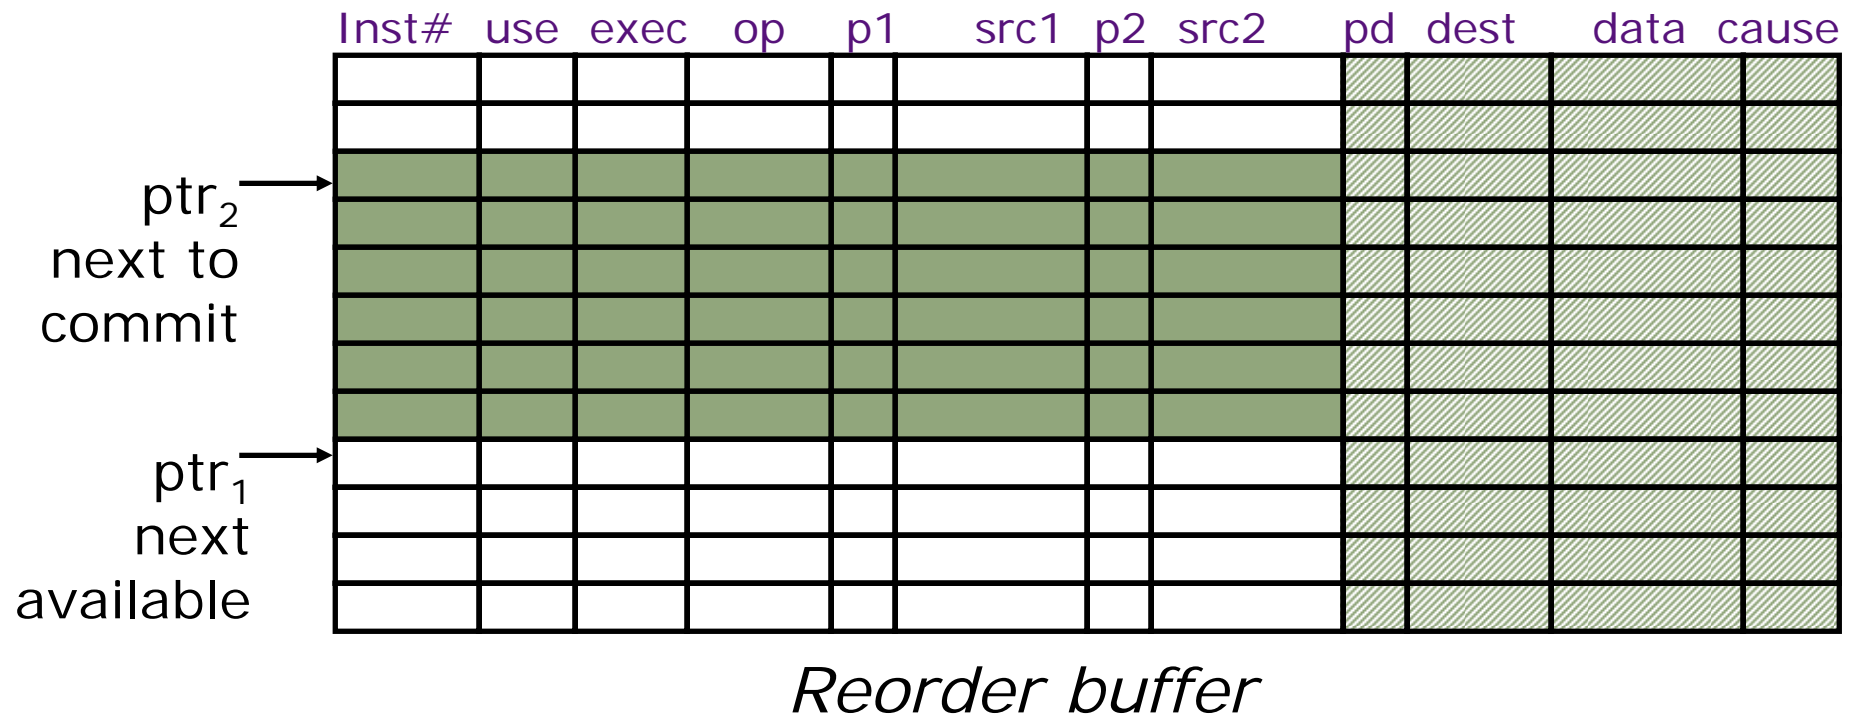 Inst# use exec op p1 src1 p2 src2 pd dest data cause
ptr₂
next to
commit
ptr₁
next
available
Reorder buffer